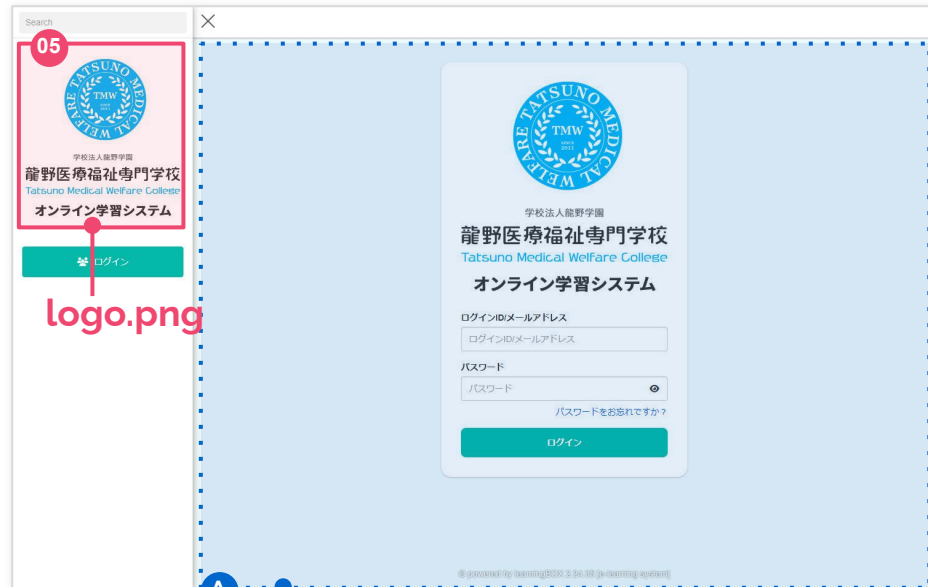 Search
05
TATSUNO MEDICAL WELFARE
TMW
SINCE
2011
学校法人龍野学園
龍野医療福祉専門学校
Tatsuno Medical Welfare College
オンライン学習システム
ログイン
logo.png
TATSUNO MEDICAL WELFARE
TMW
SINCE
2011
学校法人龍野学園
龍野医療福祉専門学校
Tatsuno Medical Welfare College
オンライン学習システム
ログインID/メールアドレス
ログインID/メールアドレス
パスワード
パスワード
パスワードをお忘れですか？
ログイン
A